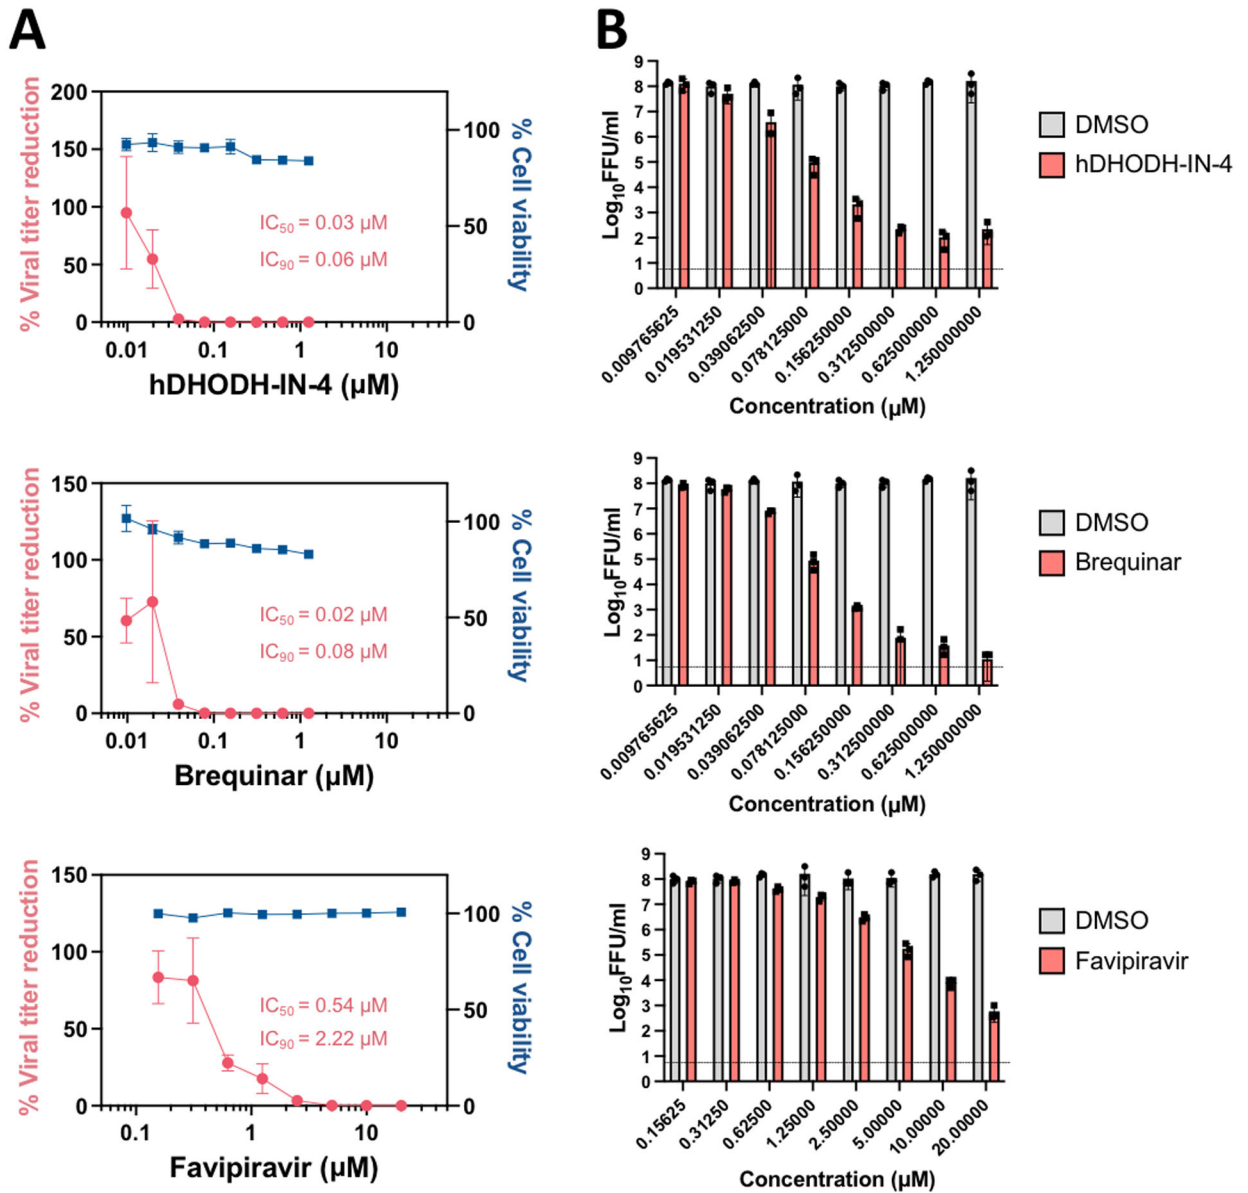 A
% Viral titer reduction
200
150
100
50
0
100
50
0
% Cell viability
IC50 = 0.03 µM
IC90 = 0.06 µM
0.01 0.1 1 10
hDHODH-IN-4 (µM)
% Viral titer reduction
150
100
50
0
100
50
0
% Cell viability
IC50 = 0.02 µM
IC90 = 0.08 µM
0.01 0.1 1 10
Brequinar (µM)
% Viral titer reduction
150
100
50
0
100
50
0
% Cell viability
IC50 = 0.54 µM
IC90 = 2.22 µM
0.1 1 10
Favipiravir (µM)
B
Log10FFU/ml
9
8
7
6
5
4
3
2
1
0
0.009765625
0.019531250
0.039062500
0.078125000
0.156250000
0.312500000
0.625000000
1.250000000
Concentration (µM)
DMSO
hDHODH-IN-4
Log10FFU/ml
9
8
7
6
5
4
3
2
1
0
0.009765625
0.019531250
0.039062500
0.078125000
0.156250000
0.312500000
0.625000000
1.250000000
Concentration (µM)
DMSO
Brequinar
Log10FFU/ml
9
8
7
6
5
4
3
2
1
0
0.15625
0.31250
0.62500
1.25000
2.50000
5.00000
10.00000
20.00000
Concentration (µM)
DMSO
Favipiravir